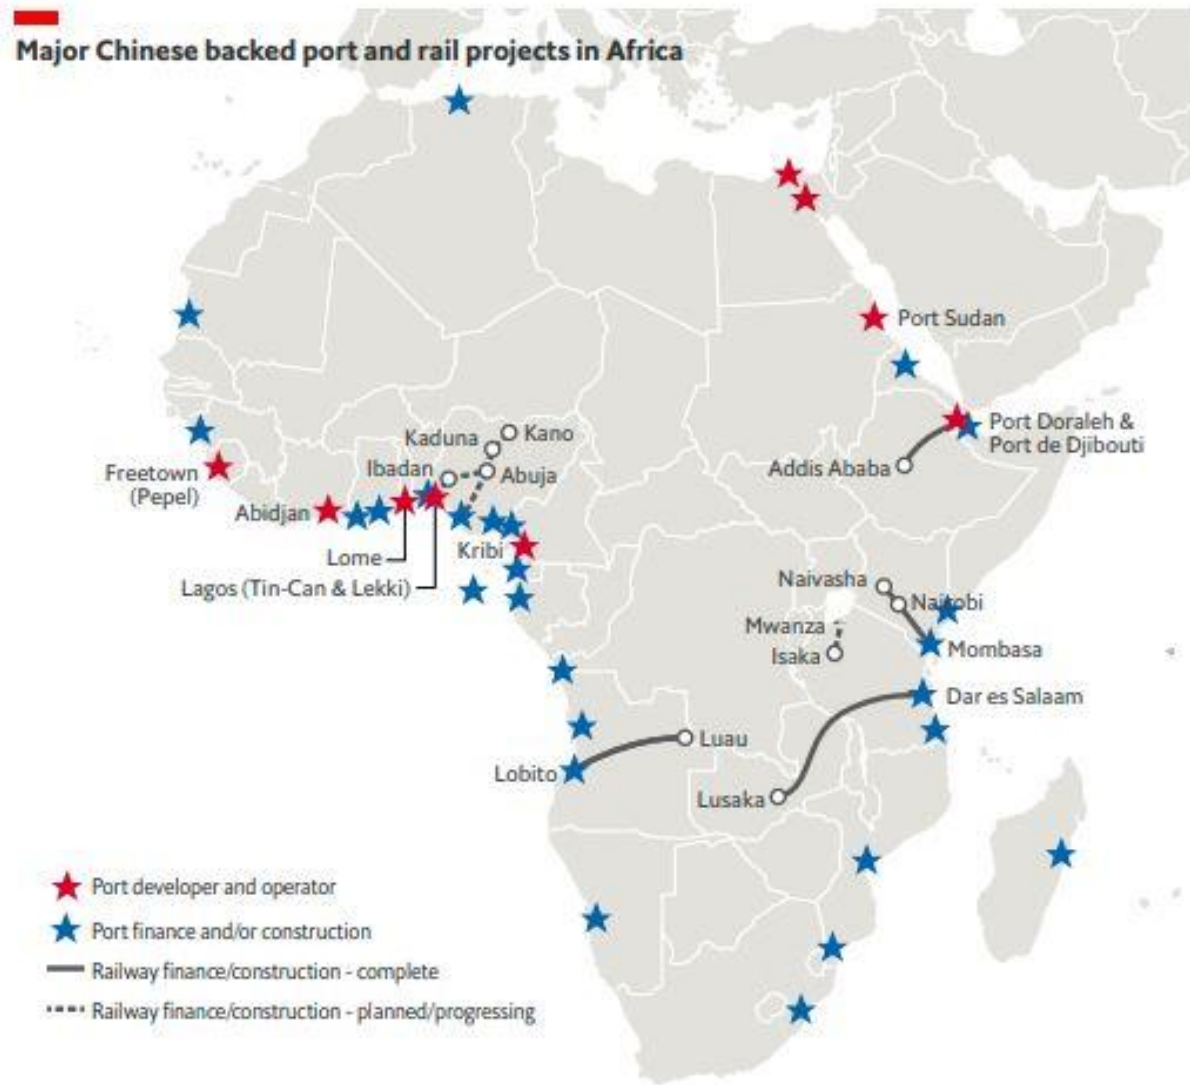 Major Chinese backed port and rail projects in Africa
Port Sudan
Port Doraleh &
Port de Djibouti
Addis Ababa
Kano
Kaduna
Ibadan
Abuja
Freetown
(Pepel)
Abidjan
Lome
Kribi
Lagos (Tin-Can & Lekki)
Naivasha
Nairobi
Mwanza
Isaka
Mombasa
Dar es Salaam
Luau
Lobito
Lusaka
Port developer and operator
Port finance and/or construction
Railway finance/construction - complete
Railway finance/construction - planned/progressing